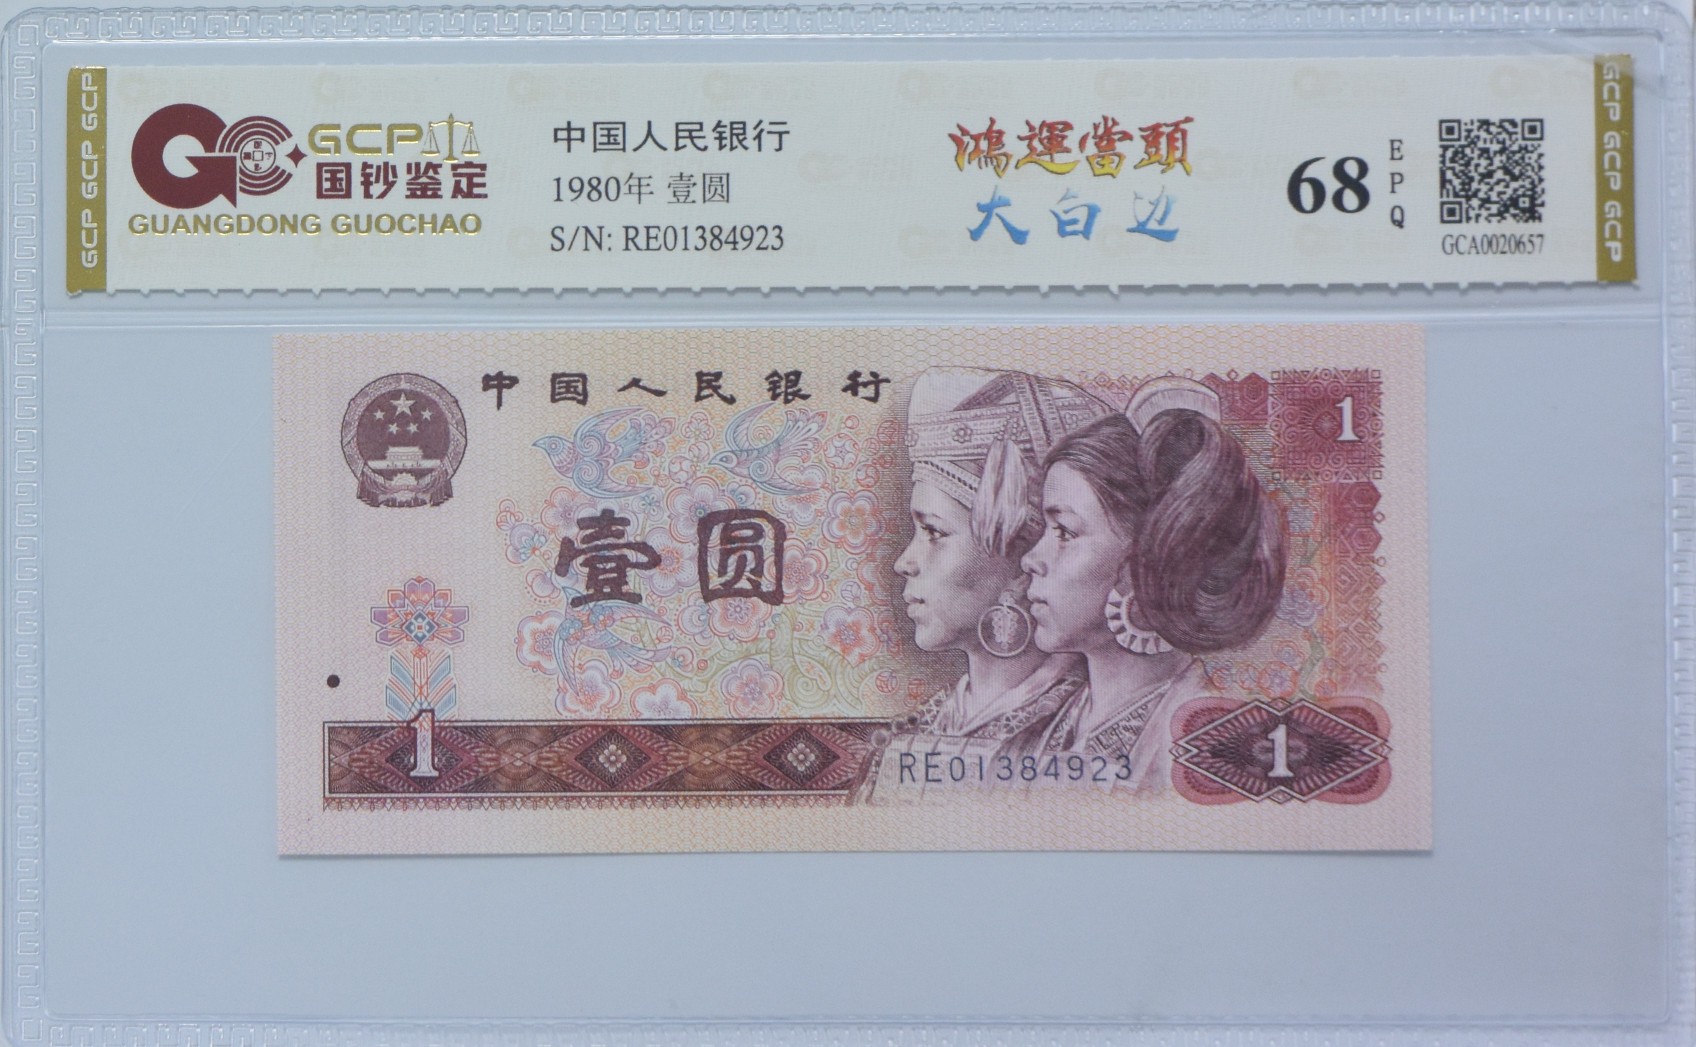 GCP GCP GCP
GCP
国钞鉴定
GUANGDONG GUOCHAO
中国人民银行
1980年 壹圆
S/N: RE01384923
鴻運當頭
大白边
68
EPQ
GCA0020657
GCP GCP GCP
中国人民银行
1
壹圆
1
RE01384923
1